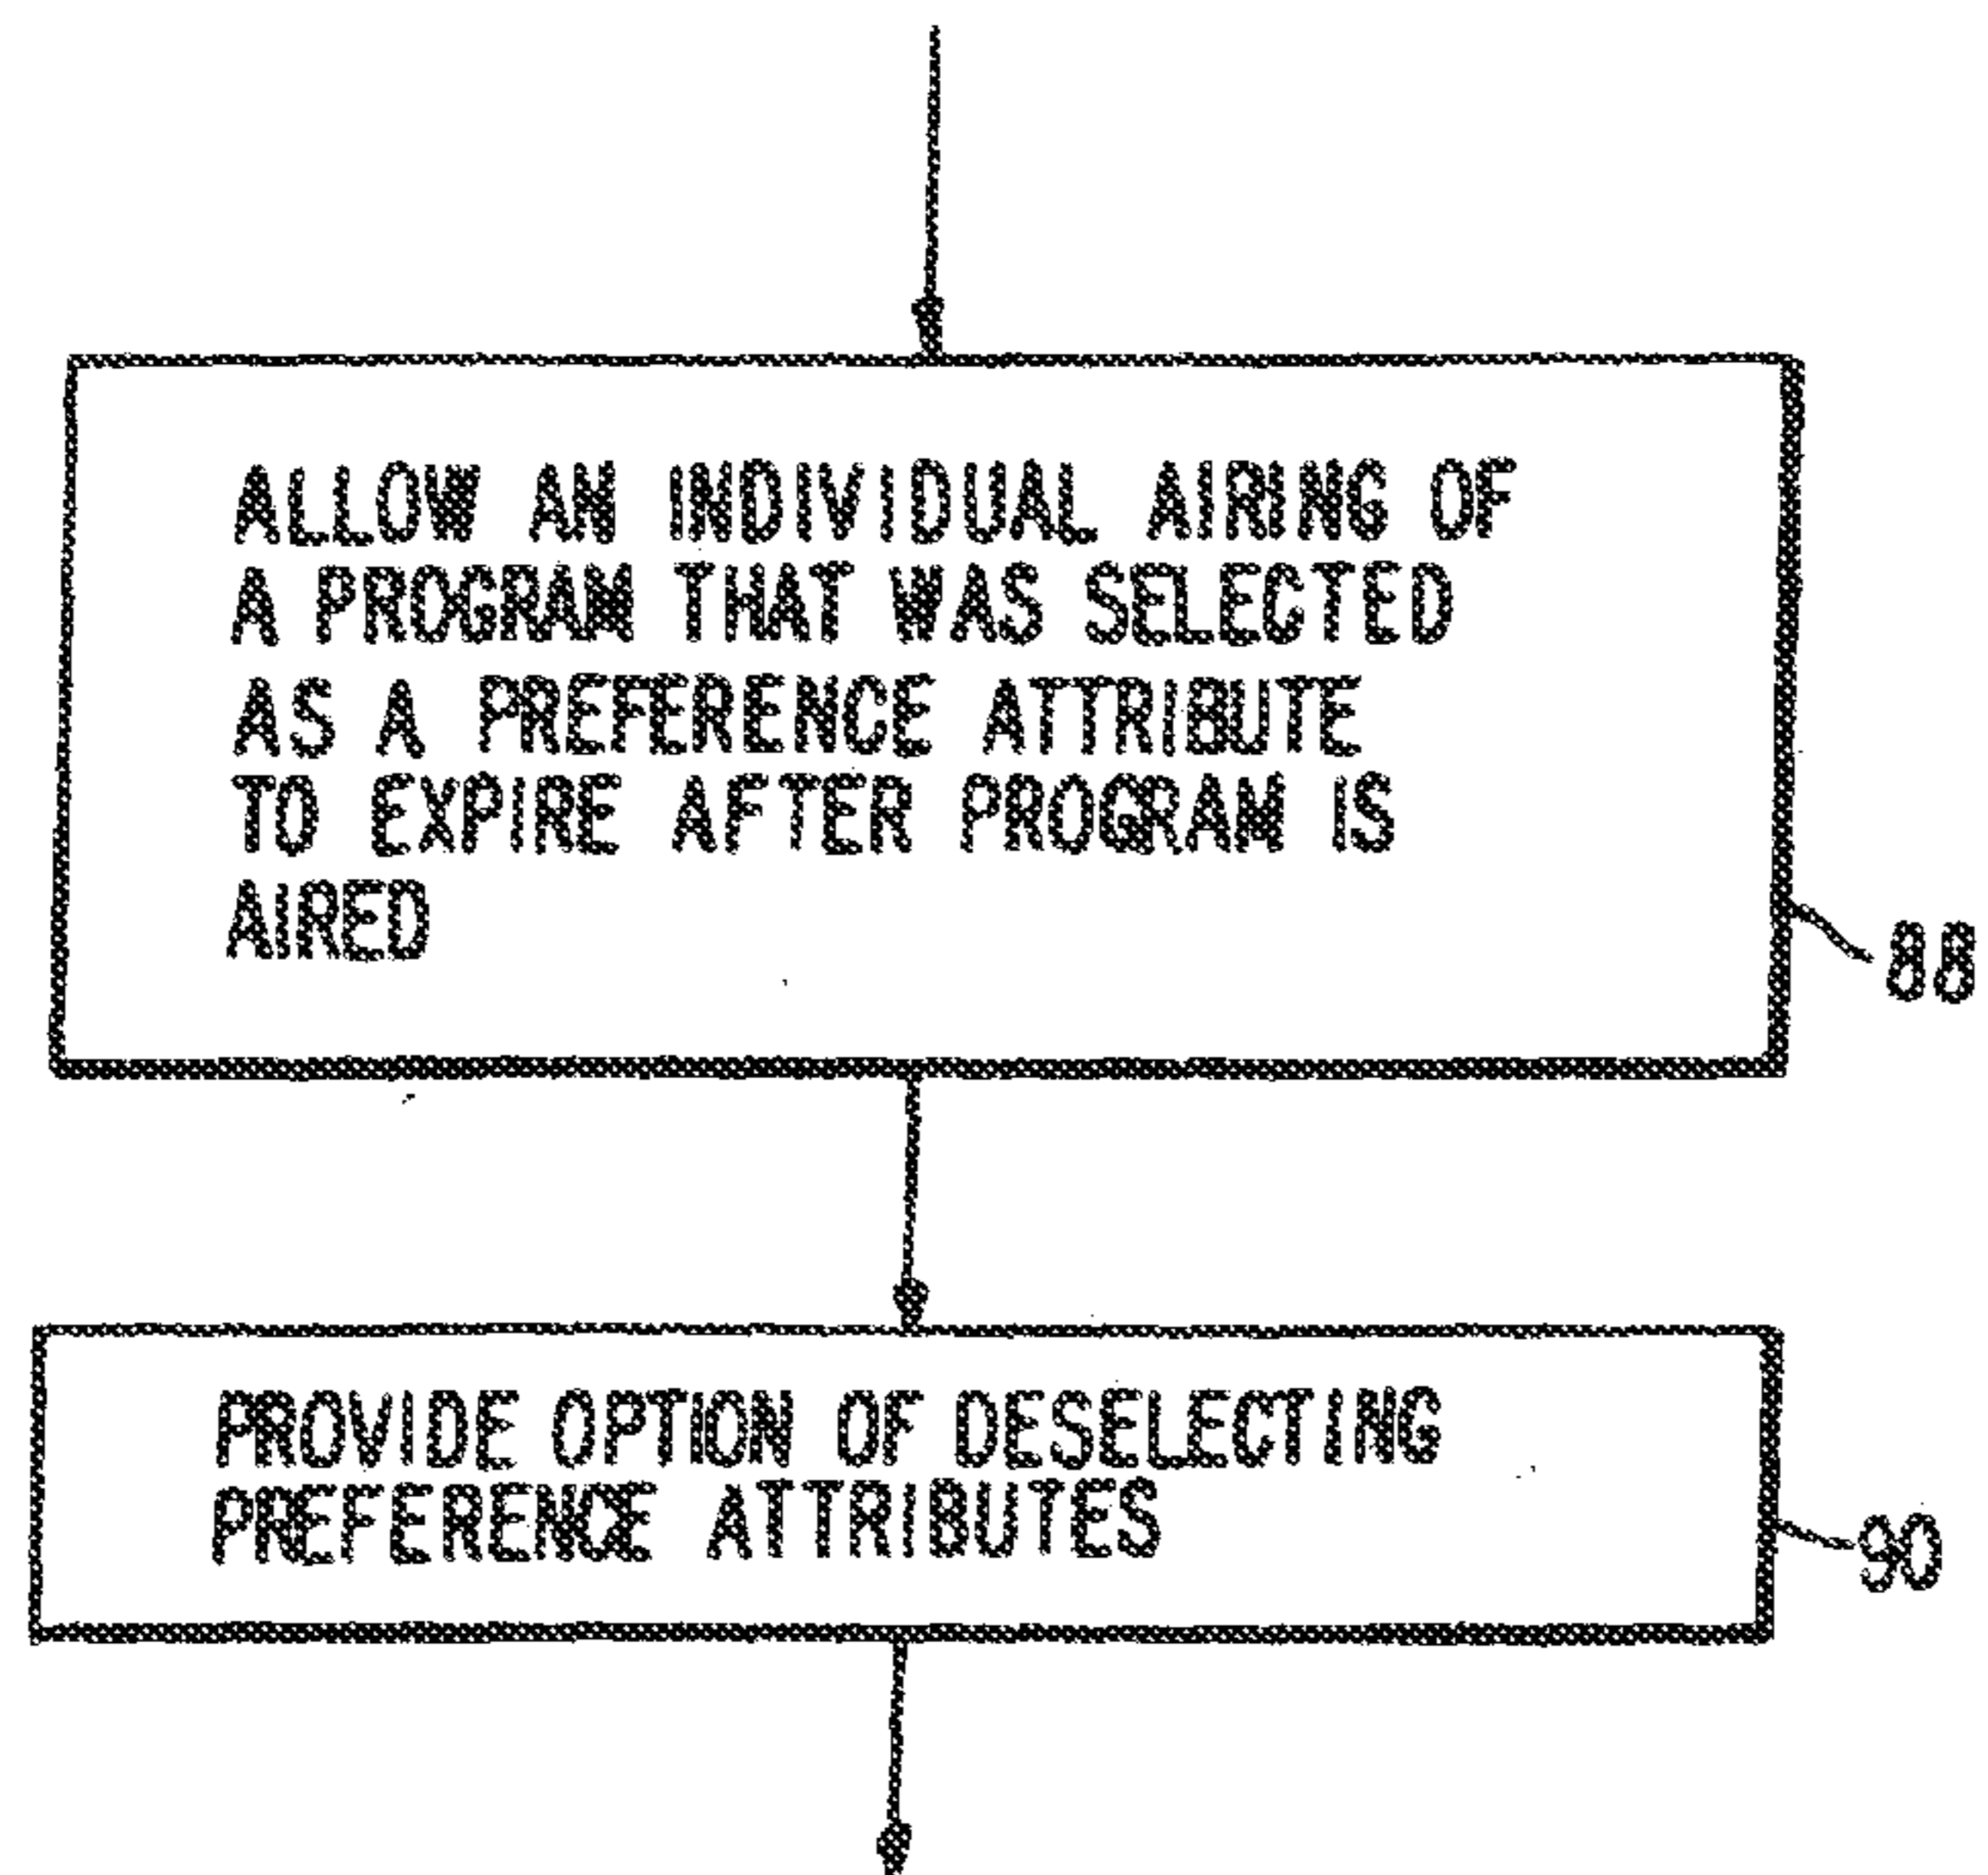 ALLOW AN INDIVIDUAL AIRING OF
A PROGRAM THAT WAS SELECTED
AS A PREFERENCE ATTRIBUTE
TO EXPIRE AFTER PROGRAM IS
AIRED
88
PROVIDE OPTION OF DESELECTING
PREFERENCE ATTRIBUTES
90